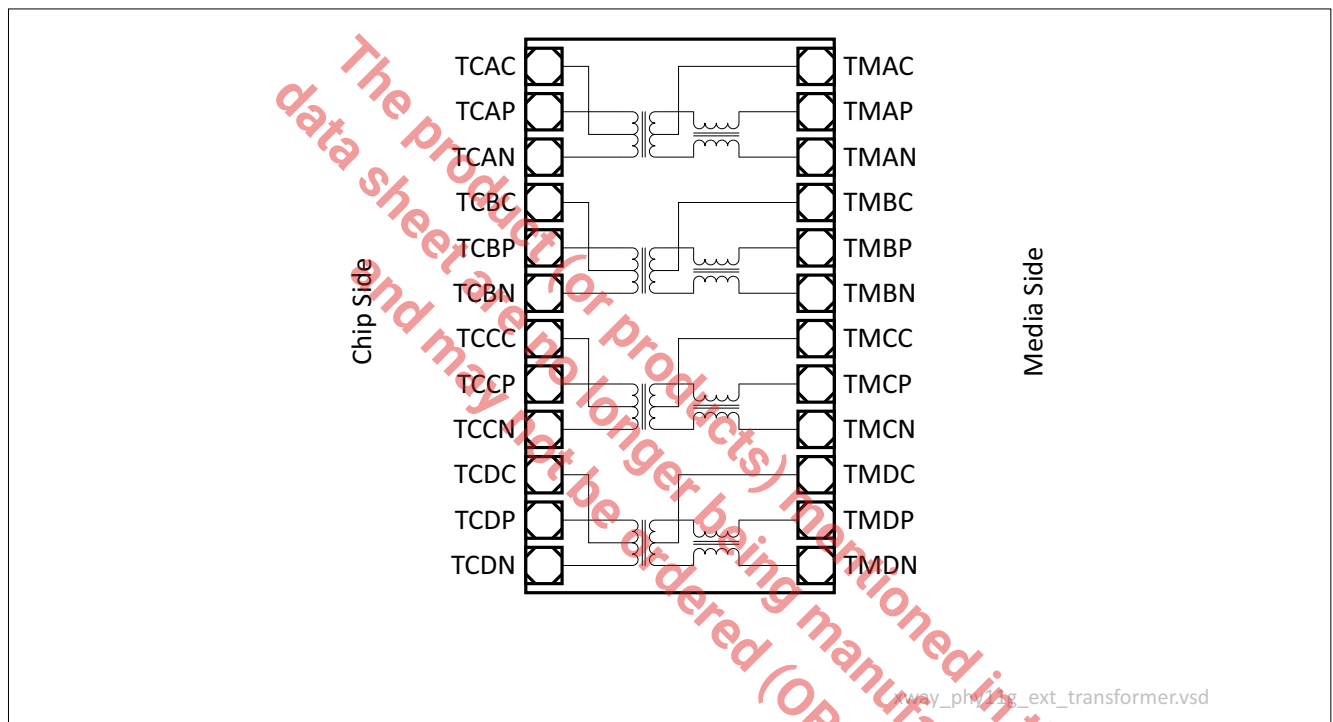 TCAC
TMAC
TCAP
TMAP
TCAN
TMAN
TCBC
TMBC
TCBP
TMBP
TCBN
TMBN
TCCC
TMCC
TCCP
TMCP
TCCN
TMCN
TCDC
TMDC
TCDP
TMDP
TCDN
TMDN
Chip Side
Media Side
The product (or products) mentioned in
data sheet are no longer being
and may not be ordered
xway_phy11g_ext_transformer.vsd